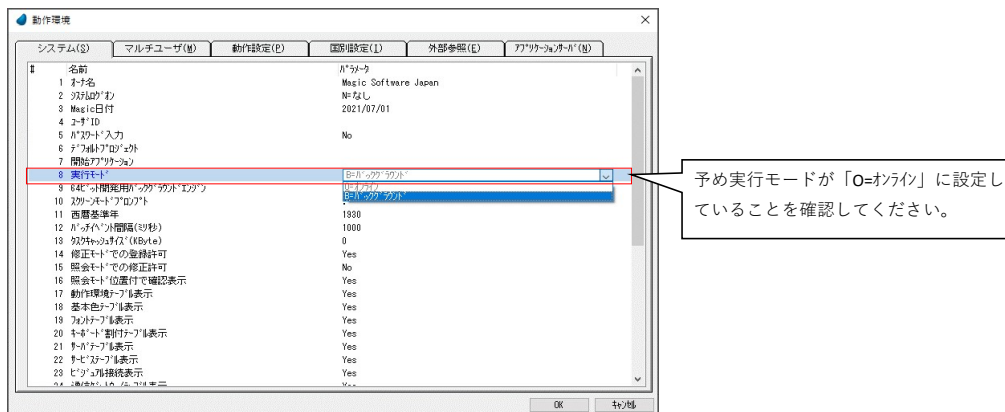 動作環境
システム(S) マルチユーザ(M) 動作設定(P) 国別設定(I) 外部参照(E) ｱﾌﾟﾘｹｰｼｮﾝｻｰﾊﾞ(N)
# 名前 ﾊﾟﾗﾒｰﾀ
1 ｵｰﾅ名 Magic Software Japan
2 ｼｽﾃﾑﾛｸﾞｵﾝ N=なし
3 Magic日付 2021/07/01
4 ﾕｰｻﾞID
5 ﾊﾟｽﾜｰﾄﾞ入力 No
6 ﾃﾞﾌｫﾙﾄﾌﾟﾛｼﾞｪｸﾄ
7 開始ｱﾌﾟﾘｹｰｼｮﾝ
8 実行ﾓｰﾄﾞ B=ﾊﾞｯｸｸﾞﾗｳﾝﾄﾞ
O=ｵﾝﾗｲﾝ
9 64ﾋﾞｯﾄ開発用ﾊﾞｯｸｸﾞﾗｳﾝﾄﾞｴﾝｼﾞﾝ B=ﾊﾞｯｸｸﾞﾗｳﾝﾄﾞ
10 ｽｸﾘｰﾝﾓｰﾄﾞﾌﾟﾛﾝﾌﾟﾄ
11 西暦基準年 1930
12 ﾊﾞｯﾁｲﾍﾞﾝﾄ間隔(ﾐﾘ秒) 1000
13 ﾀｽｸｷｬｯｼｭｻｲｽﾞ(KByte) 0
14 修正ﾓｰﾄﾞでの登録許可 Yes
15 照会ﾓｰﾄﾞでの修正許可 No
16 照会ﾓｰﾄﾞ位置付で確認表示 Yes
17 動作環境ﾃｰﾌﾞﾙ表示 Yes
18 基本色ﾃｰﾌﾞﾙ表示 Yes
19 ﾌｫﾝﾄﾃｰﾌﾞﾙ表示 Yes
20 ｷｰﾎﾞｰﾄﾞ割付ﾃｰﾌﾞﾙ表示 Yes
21 ｻｰﾊﾞﾃｰﾌﾞﾙ表示 Yes
22 ｻｰﾋﾞｽﾃｰﾌﾞﾙ表示 Yes
23 ﾋﾞｼﾞｭｱﾙ接続表示 Yes
OK ｷｬﾝｾﾙ
予め実行モードが「O=ｵﾝﾗｲﾝ」に設定し
ていることを確認してください。